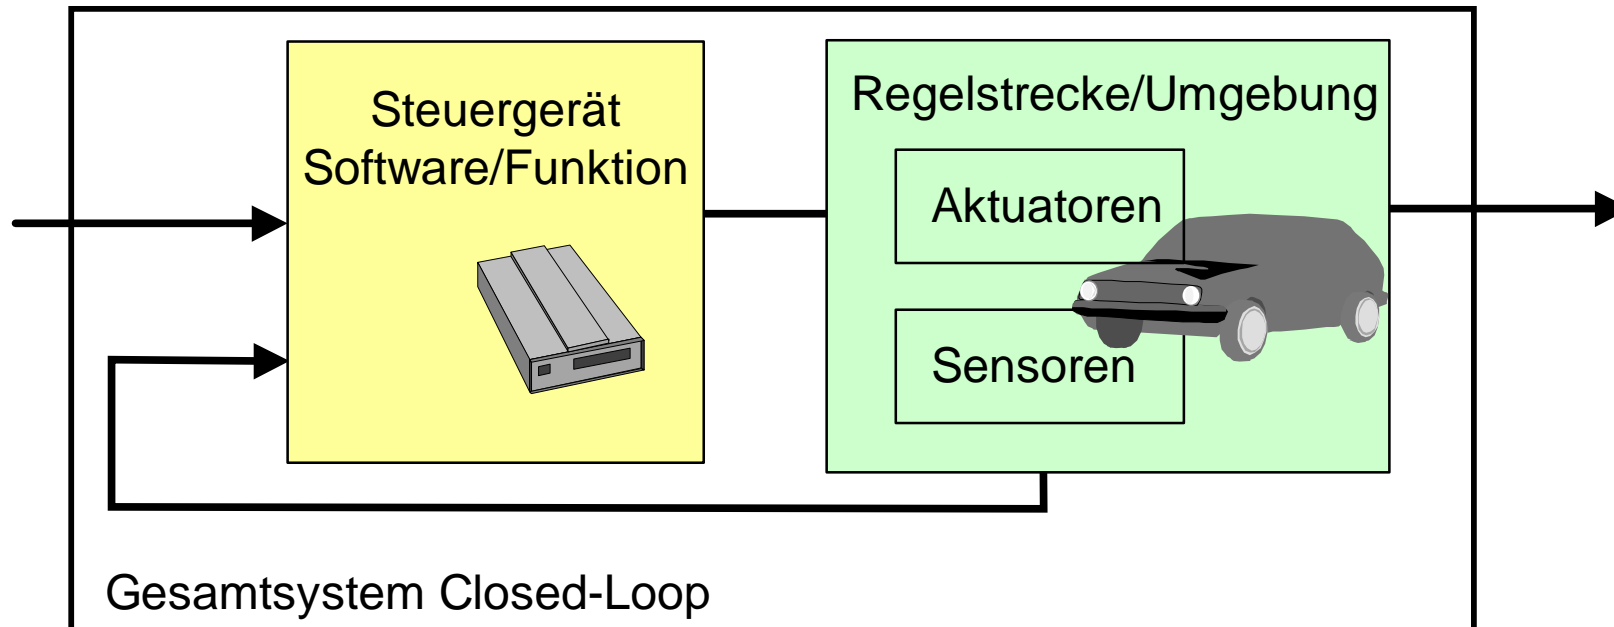 Steuergerät
Software/Funktion
Regelstrecke/Umgebung
Aktuatoren
Sensoren
Gesamtsystem Closed-Loop